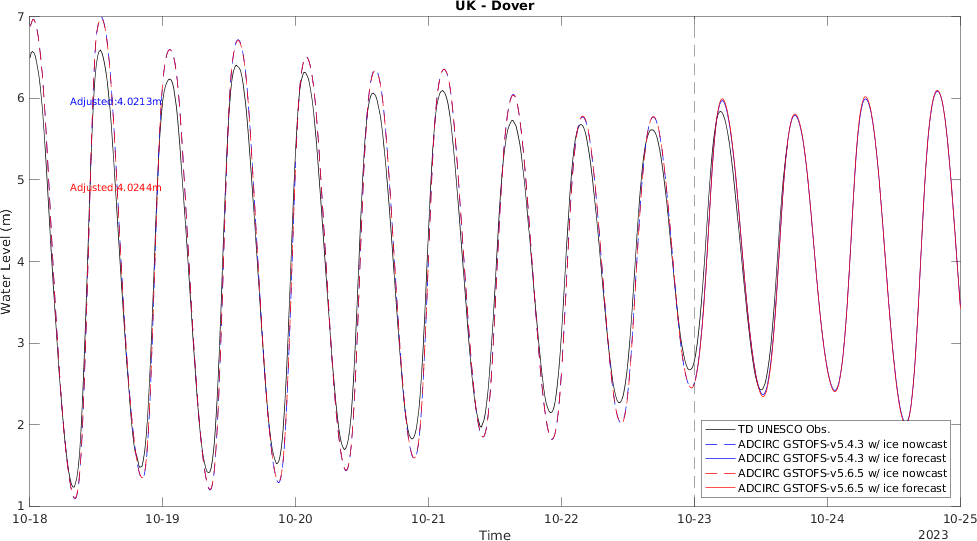 UK - Dover
7
6
5
4
3
2
1
Water Level (m)
Adjusted:4.0213m
Adjusted:4.0244m
TD UNESCO Obs.
ADCIRC GSTOFS-v5.4.3 w/ ice nowcast
ADCIRC GSTOFS-v5.4.3 w/ ice forecast
ADCIRC GSTOFS-v5.6.5 w/ ice nowcast
ADCIRC GSTOFS-v5.6.5 w/ ice forecast
10-18 10-19 10-20 10-21 10-22 10-23 10-24 10-25
Time
2023